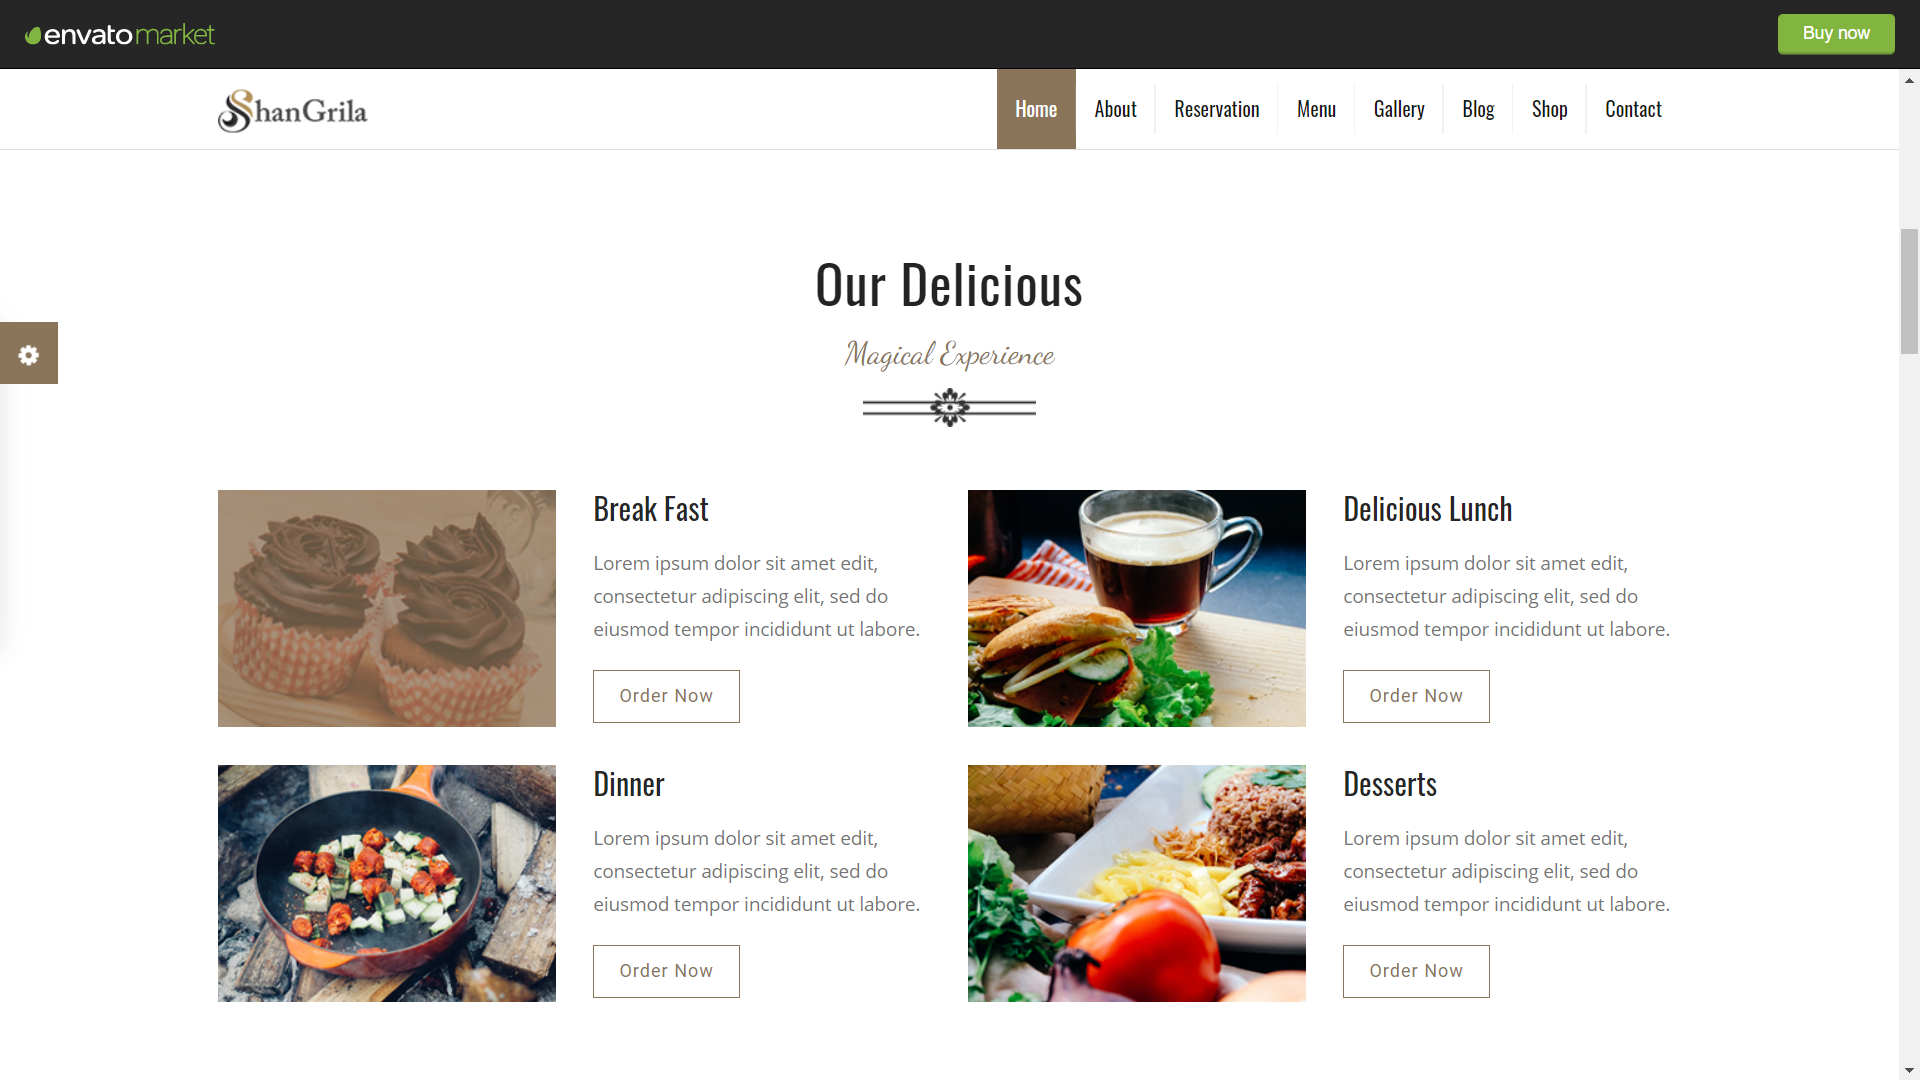 envato market
Buy now
ShanGrila
Home About Reservation Menu Gallery Blog Shop Contact
Our Delicious
Magical Experience
Break Fast
Lorem ipsum dolor sit amet edit,
consectetur adipiscing elit, sed do
eiusmod tempor incididunt ut labore.
Order Now
Delicious Lunch
Lorem ipsum dolor sit amet edit,
consectetur adipiscing elit, sed do
eiusmod tempor incididunt ut labore.
Order Now
Dinner
Lorem ipsum dolor sit amet edit,
consectetur adipiscing elit, sed do
eiusmod tempor incididunt ut labore.
Order Now
Desserts
Lorem ipsum dolor sit amet edit,
consectetur adipiscing elit, sed do
eiusmod tempor incididunt ut labore.
Order Now